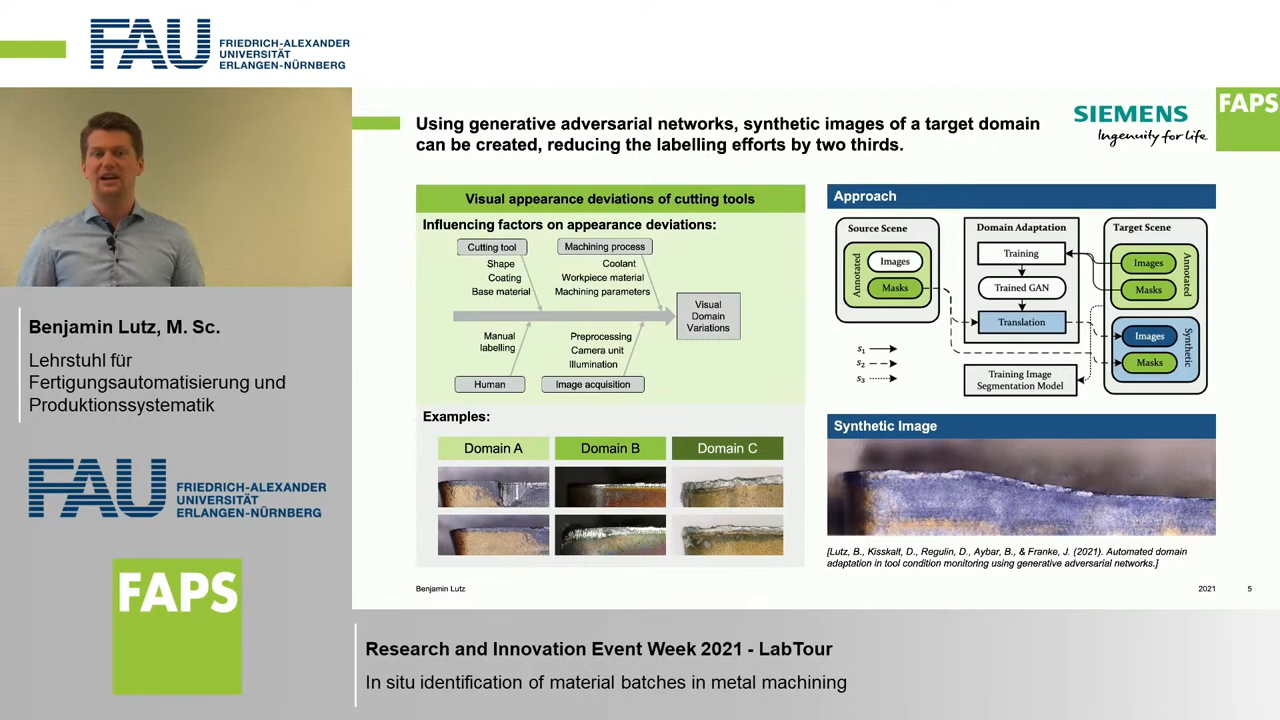 FAU FRIEDRICH-ALEXANDER
UNIVERSITÄT
ERLANGEN-NÜRNBERG
Using generative adversarial networks, synthetic images of a target domain
can be created, reducing the labelling efforts by two thirds.
SIEMENS
Ingenuity for life
FAPS
Visual appearance deviations of cutting tools
Influencing factors on appearance deviations:
Cutting tool
Shape
Coating
Base material
Machining process
Coolant
Workpiece material
Machining parameters
Visual
Domain
Variations
Manual
labelling
Human
Preprocessing
Camera unit
Illumination
Image acquisition
Examples:
Domain A
Domain B
Domain C
Approach
Source Scene
Annotated
Images
Masks
Domain Adaptation
Training
Trained GAN
Translation
Target Scene
Images
Masks
Annotated
Images
Masks
Synthetic
s1
s2
s3
Training Image
Segmentation Model
Synthetic Image
[Lutz, B., Kisskalt, D., Regulin, D., Aybar, B., & Franke, J. (2021). Automated domain
adaptation in tool condition monitoring using generative adversarial networks.]
Benjamin Lutz
2021
5
Benjamin Lutz, M. Sc.
Lehrstuhl für
Fertigungsautomatisierung und
Produktionssystematik
FAU FRIEDRICH-ALEXANDER
UNIVERSITÄT
ERLANGEN-NÜRNBERG
FAPS
Research and Innovation Event Week 2021 - LabTour
In situ identification of material batches in metal machining